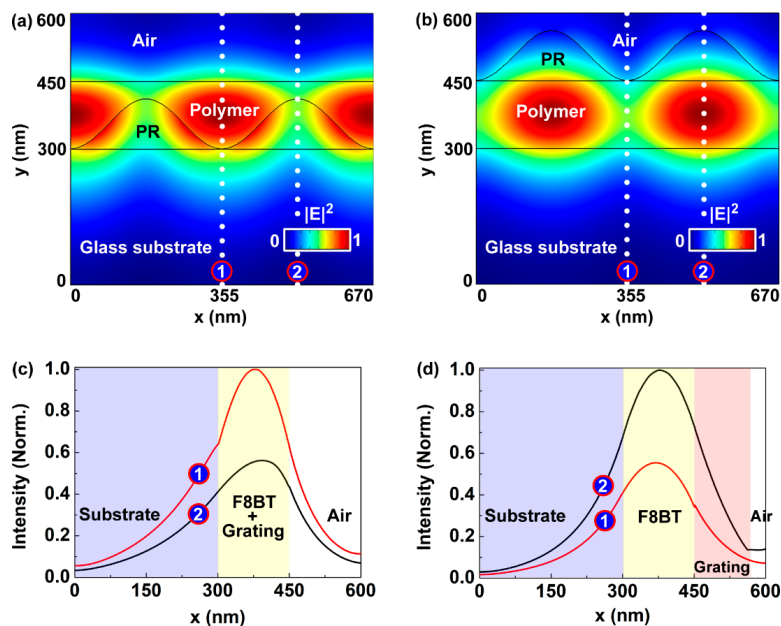 (a)
600
450
300
0
y (nm)
Air
Polymer
PR
|E|2
0 1
Glass substrate
1 2
0 355 670
x (nm)
(b)
600
450
300
0
y (nm)
Air
PR
Polymer
|E|2
0 1
Glass substrate
1 2
0 355 670
x (nm)
(c)
1.0
0.8
0.6
0.4
0.2
0.0
Intensity (Norm.)
1
2
Substrate
F8BT
+
Grating
Air
0 150 300 450 600
x (nm)
(d)
1.0
0.8
0.6
0.4
0.2
0.0
Intensity (Norm.)
2
1
Substrate
F8BT
Air
Grating
0 150 300 450 600
x (nm)